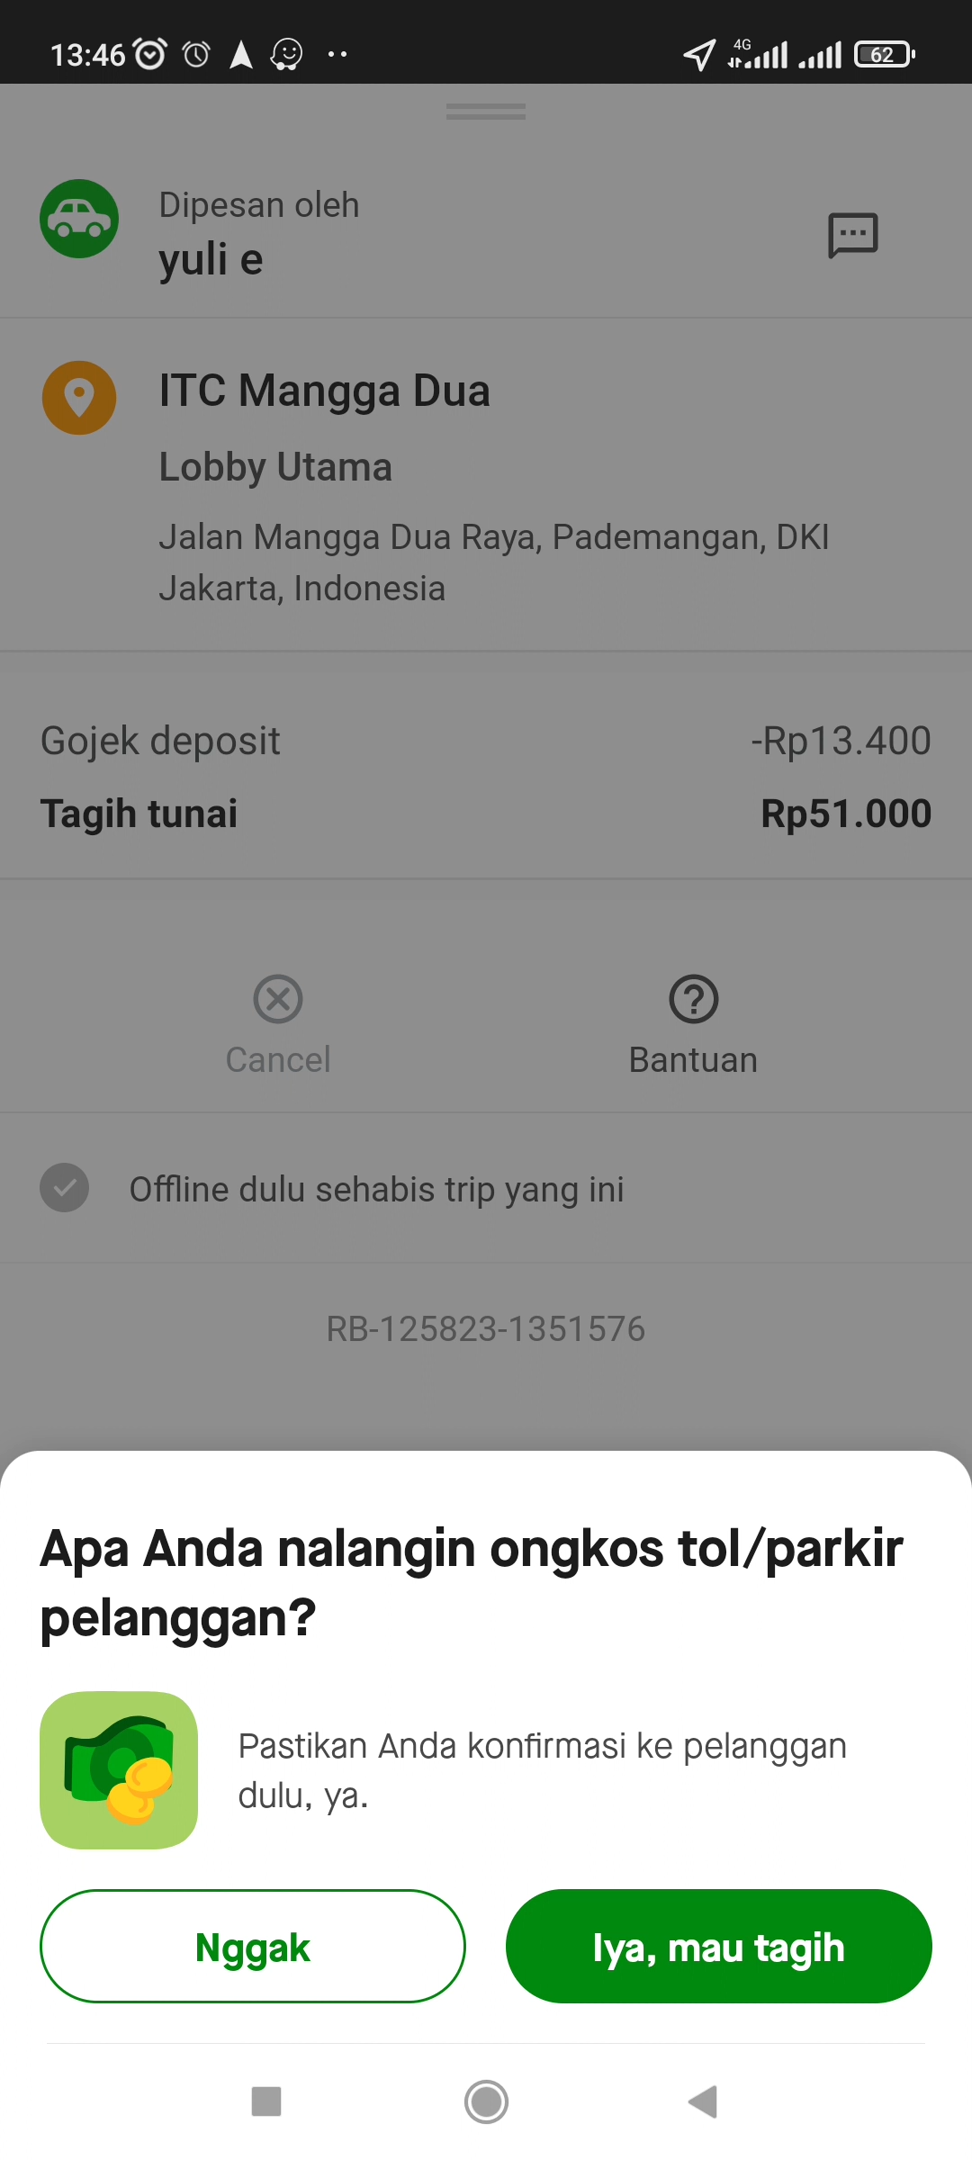 13:46
4G
62
Dipesan oleh
yuli e
ITC Mangga Dua
Lobby Utama
Jalan Mangga Dua Raya, Pademangan, DKI
Jakarta, Indonesia
Gojek deposit -Rp13.400
Tagih tunai Rp51.000
Cancel Bantuan
Offline dulu sehabis trip yang ini
RB-125823-1351576
Apa Anda nalangin ongkos tol/parkir
pelanggan?
Pastikan Anda konfirmasi ke pelanggan
dulu, ya.
Nggak Iya, mau tagih